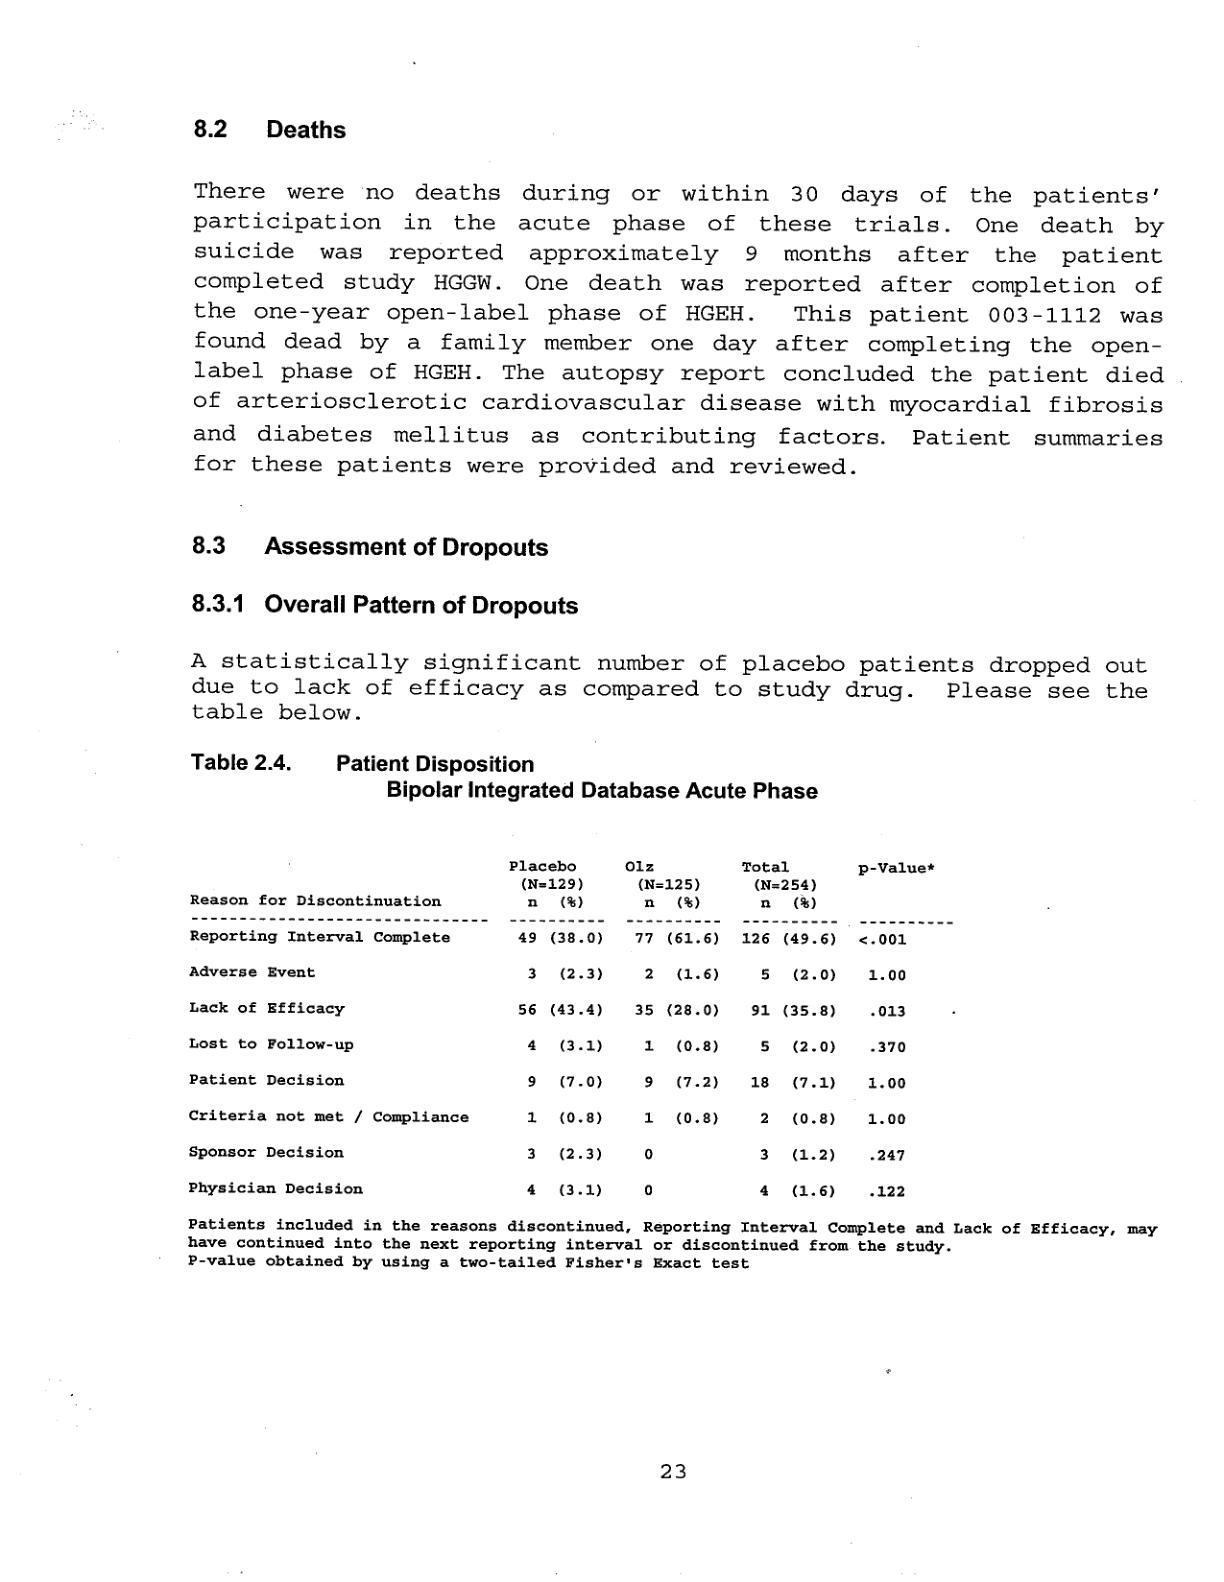 8.2 Deaths
There were no deaths during or within 30 days of the patients'
participation in the acute phase of these trials. One death by
suicide was reported approximately 9 months after the patient
completed study HGGW. One death was reported after completion of
the one-year open-label phase of HGEH. This patient 003-1112 was
found dead by a family member one day after completing the open-
label phase of HGEH. The autopsy report concluded the patient died
of arteriosclerotic cardiovascular disease with myocardial fibrosis
and diabetes mellitus as contributing factors. Patient summaries
for these patients were provided and reviewed.
8.3 Assessment of Dropouts
8.3.1 Overall Pattern of Dropouts
A statistically significant number of placebo patients dropped out
due to lack of efficacy as compared to study drug. Please see the
table below.
Table 2.4. Patient Disposition
Bipolar Integrated Database Acute Phase
Placebo Olz Total p-Value*
(N=129) (N=125) (N=254)
Reason for Discontinuation n (%) n (%) n (%)
------------------------------- ---------- ---------- ---------- ----------
Reporting Interval Complete 49 (38.0) 77 (61.6) 126 (49.6) <.001
Adverse Event 3 (2.3) 2 (1.6) 5 (2.0) 1.00
Lack of Efficacy 56 (43.4) 35 (28.0) 91 (35.8) .013
Lost to Follow-up 4 (3.1) 1 (0.8) 5 (2.0) .370
Patient Decision 9 (7.0) 9 (7.2) 18 (7.1) 1.00
Criteria not met / Compliance 1 (0.8) 1 (0.8) 2 (0.8) 1.00
Sponsor Decision 3 (2.3) 0 3 (1.2) .247
Physician Decision 4 (3.1) 0 4 (1.6) .122
Patients included in the reasons discontinued, Reporting Interval Complete and Lack of Efficacy, may
have continued into the next reporting interval or discontinued from the study.
P-value obtained by using a two-tailed Fisher's Exact test
23